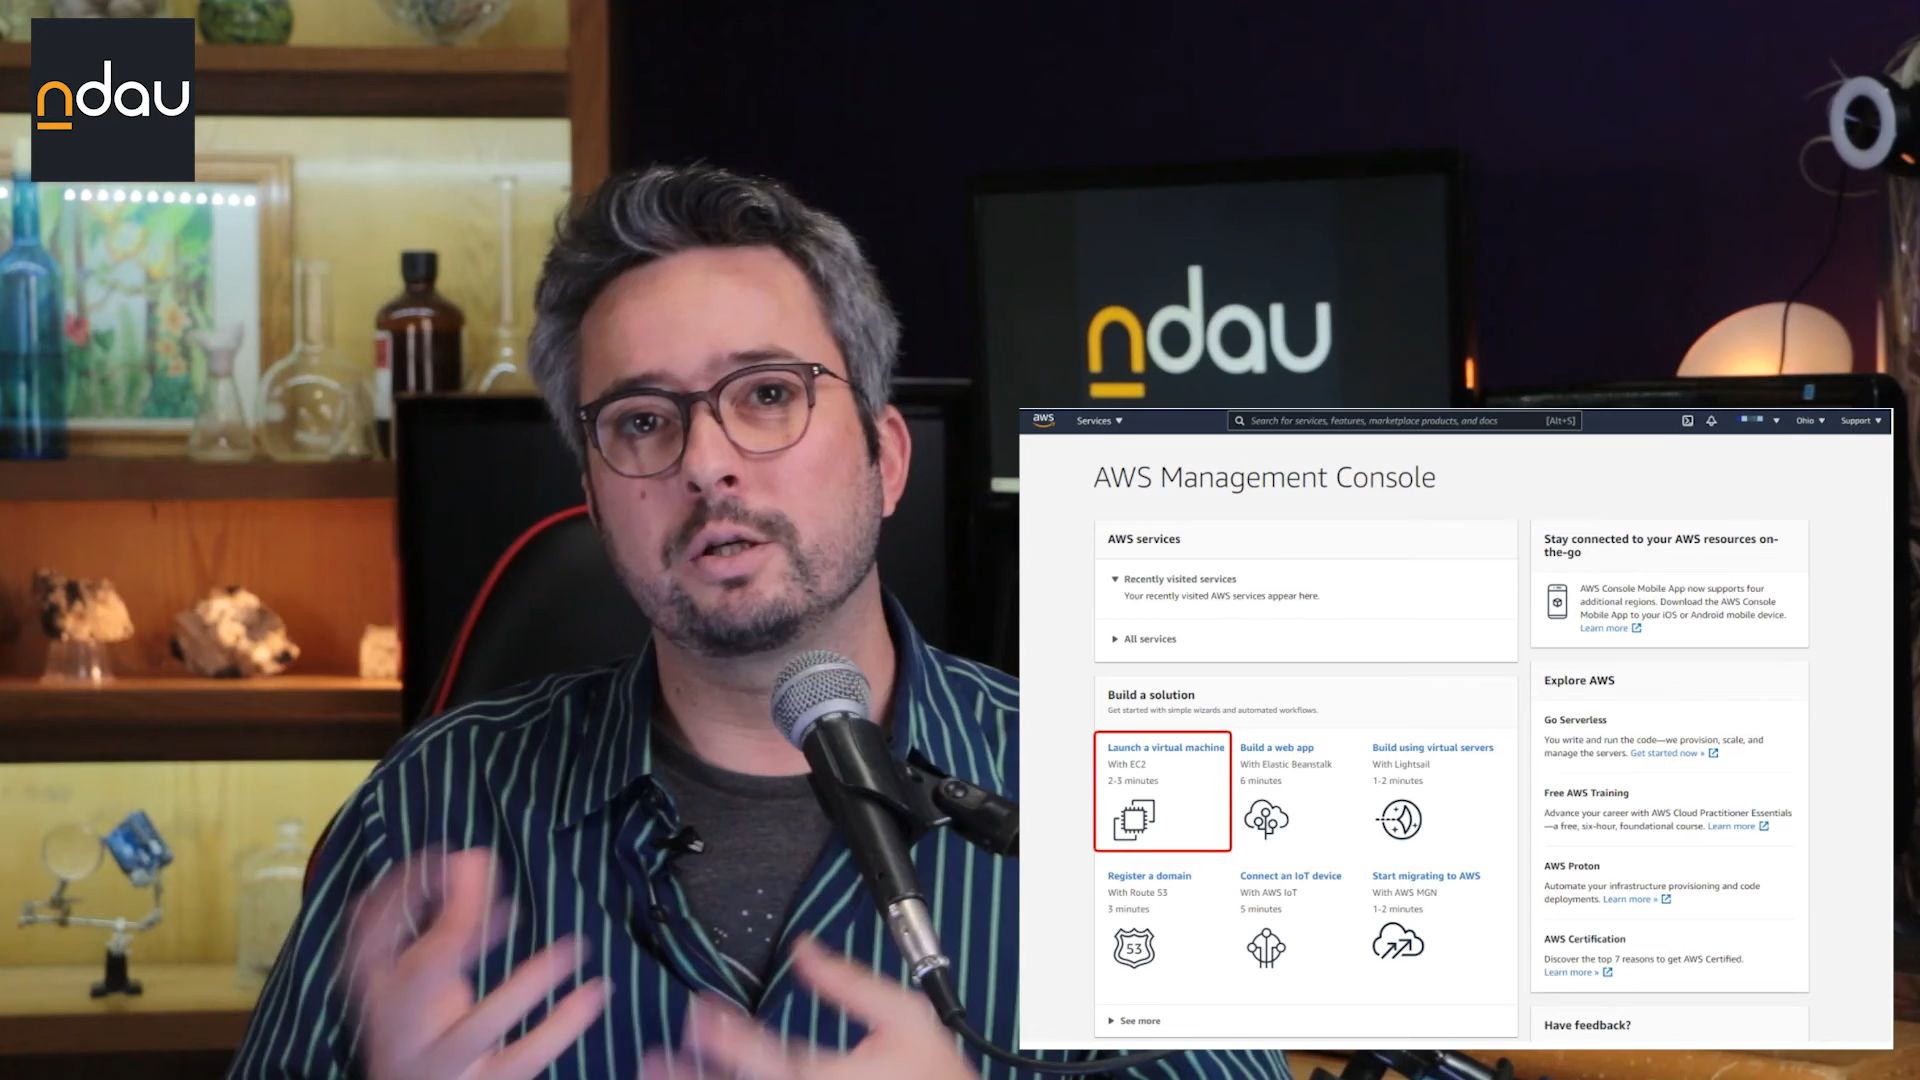 ndau
ndau
aws
Services
Search for services, features, marketplace products, and docs
[Alt+S]
Ohio
Support
AWS Management Console
AWS services
Recently visited services
Your recently visited AWS services appear here.
All services
Build a solution
Get started with simple wizards and automated workflows.
Launch a virtual machine
With EC2
2-3 minutes
Build a web app
With Elastic Beanstalk
6 minutes
Build using virtual servers
With Lightsail
1-2 minutes
Register a domain
With Route 53
3 minutes
53
Connect an IoT device
With AWS IoT
5 minutes
Start migrating to AWS
With AWS MGN
1-2 minutes
See more
Stay connected to your AWS resources on-
the-go
AWS Console Mobile App now supports four
additional regions. Download the AWS Console
Mobile App to your iOS or Android mobile device.
Learn more
Explore AWS
Go Serverless
You write and run the code—we provision, scale, and
manage the servers. Get started now »
Free AWS Training
Advance your career with AWS Cloud Practitioner Essentials
—a free, six-hour, foundational course. Learn more
AWS Proton
Automate your infrastructure provisioning and code
deployments. Learn more »
AWS Certification
Discover the top 7 reasons to get AWS Certified.
Learn more »
Have feedback?